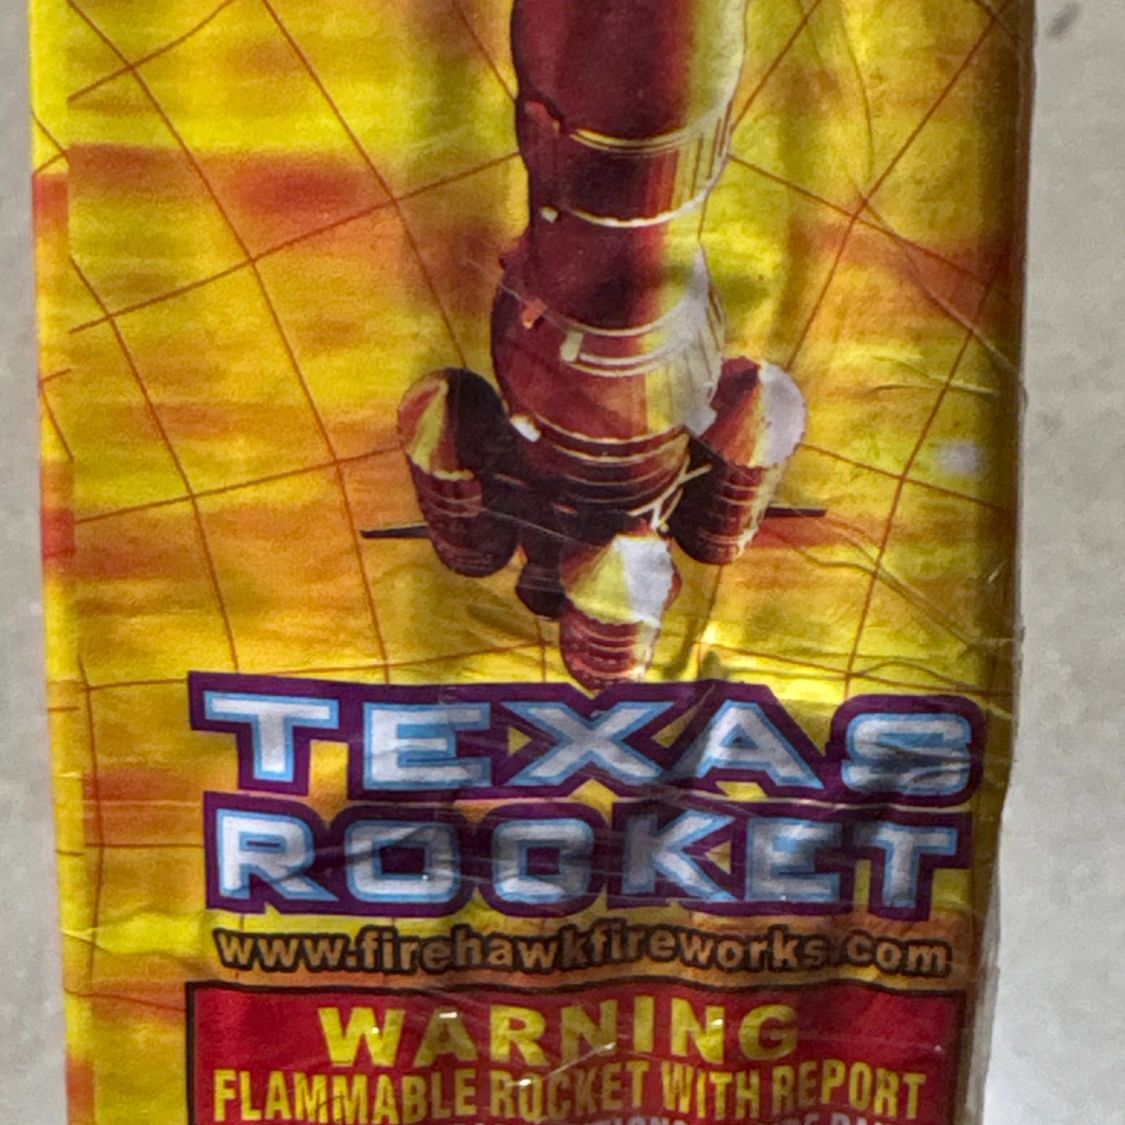 TEXAS
ROCKET
www.firehawkfireworks.com
WARNING
FLAMMABLE ROCKET WITH REPORT